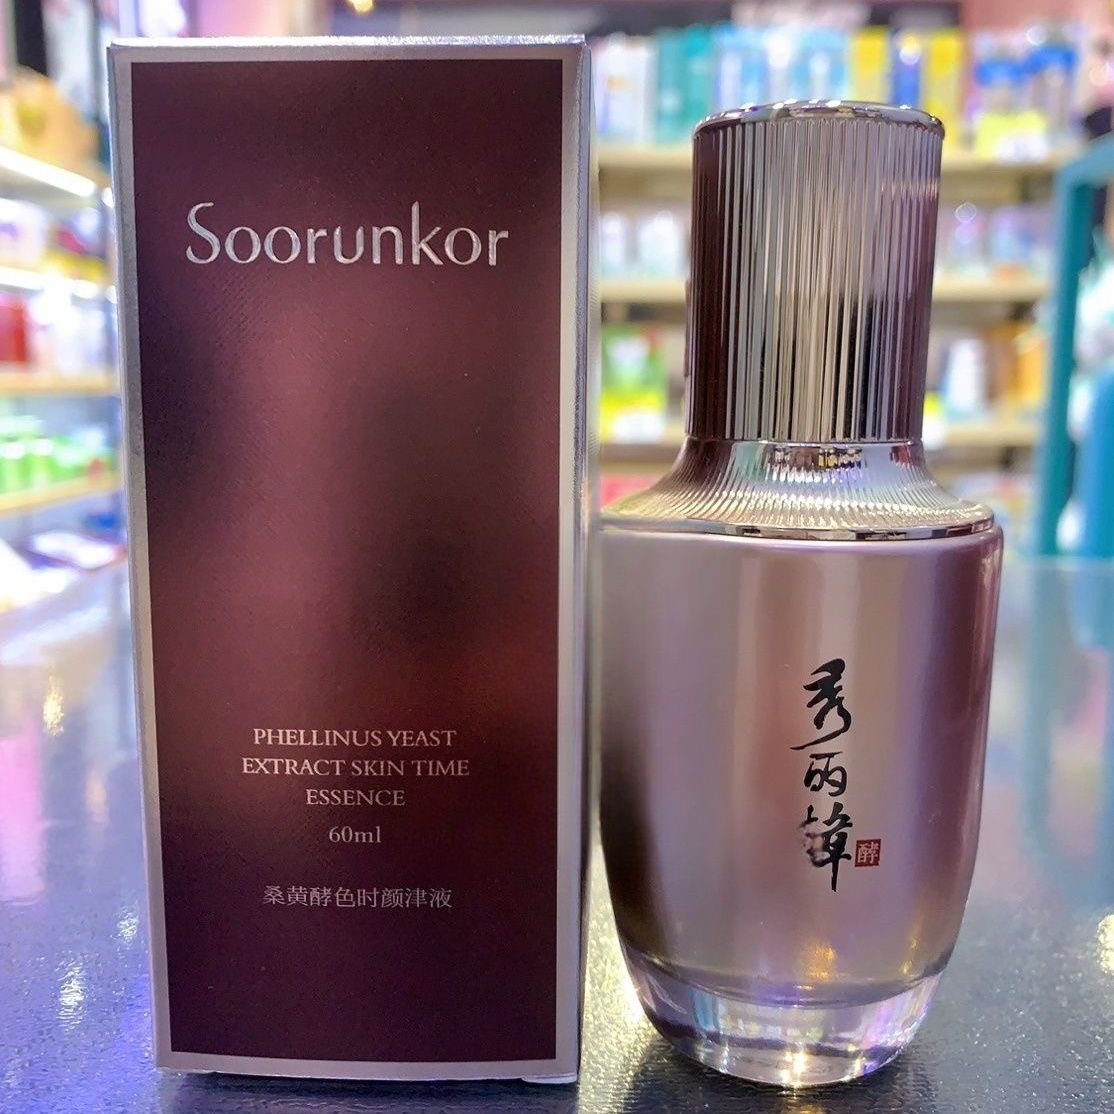 Soorunkor
PHELLINUS YEAST
EXTRACT SKIN TIME
ESSENCE
60ml
桑黄酵色时颜津液
秀
丽
韓
酵